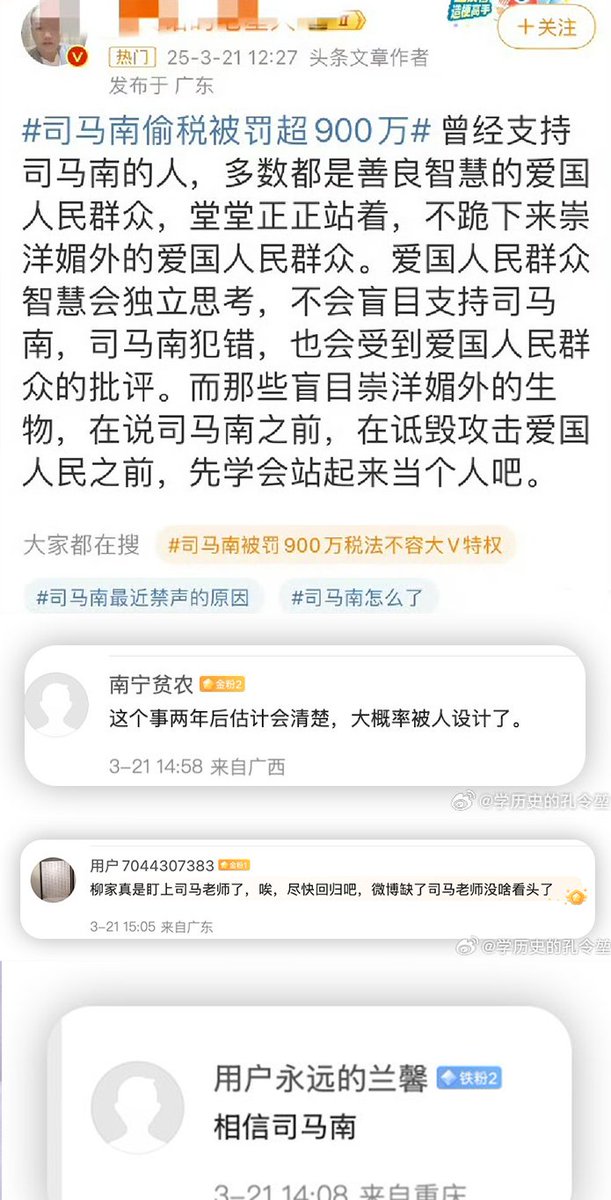 +关注
热门 25-3-21 12:27 头条文章作者
发布于 广东
#司马南偷税被罚超900万# 曾经支持
司马南的人，多数都是善良智慧的爱国
人民群众，堂堂正正站着，不跪下来崇
洋媚外的爱国人民群众。爱国人民群众
智慧会独立思考，不会盲目支持司马
南，司马南犯错，也会受到爱国人民群
众的批评。而那些盲目崇洋媚外的生
物，在说司马南之前，在诋毁攻击爱国
人民之前，先学会站起来当个人吧。
大家都在搜 #司马南被罚900万税法不容大V特权
#司马南最近禁声的原因 #司马南怎么了
南宁贫农 金粉2
这个事两年后估计会清楚，大概率被人设计了。
3-21 14:58 来自广西
@学历史的孔令堃
用户7044307383 金粉1
柳家真是盯上司马老师了，唉，尽快回归吧，微博缺了司马老师没啥看头了
3-21 15:05 来自广东
@学历史的孔令堃
用户永远的兰馨 铁粉2
相信司马南
3-21 14:08 来自重庆